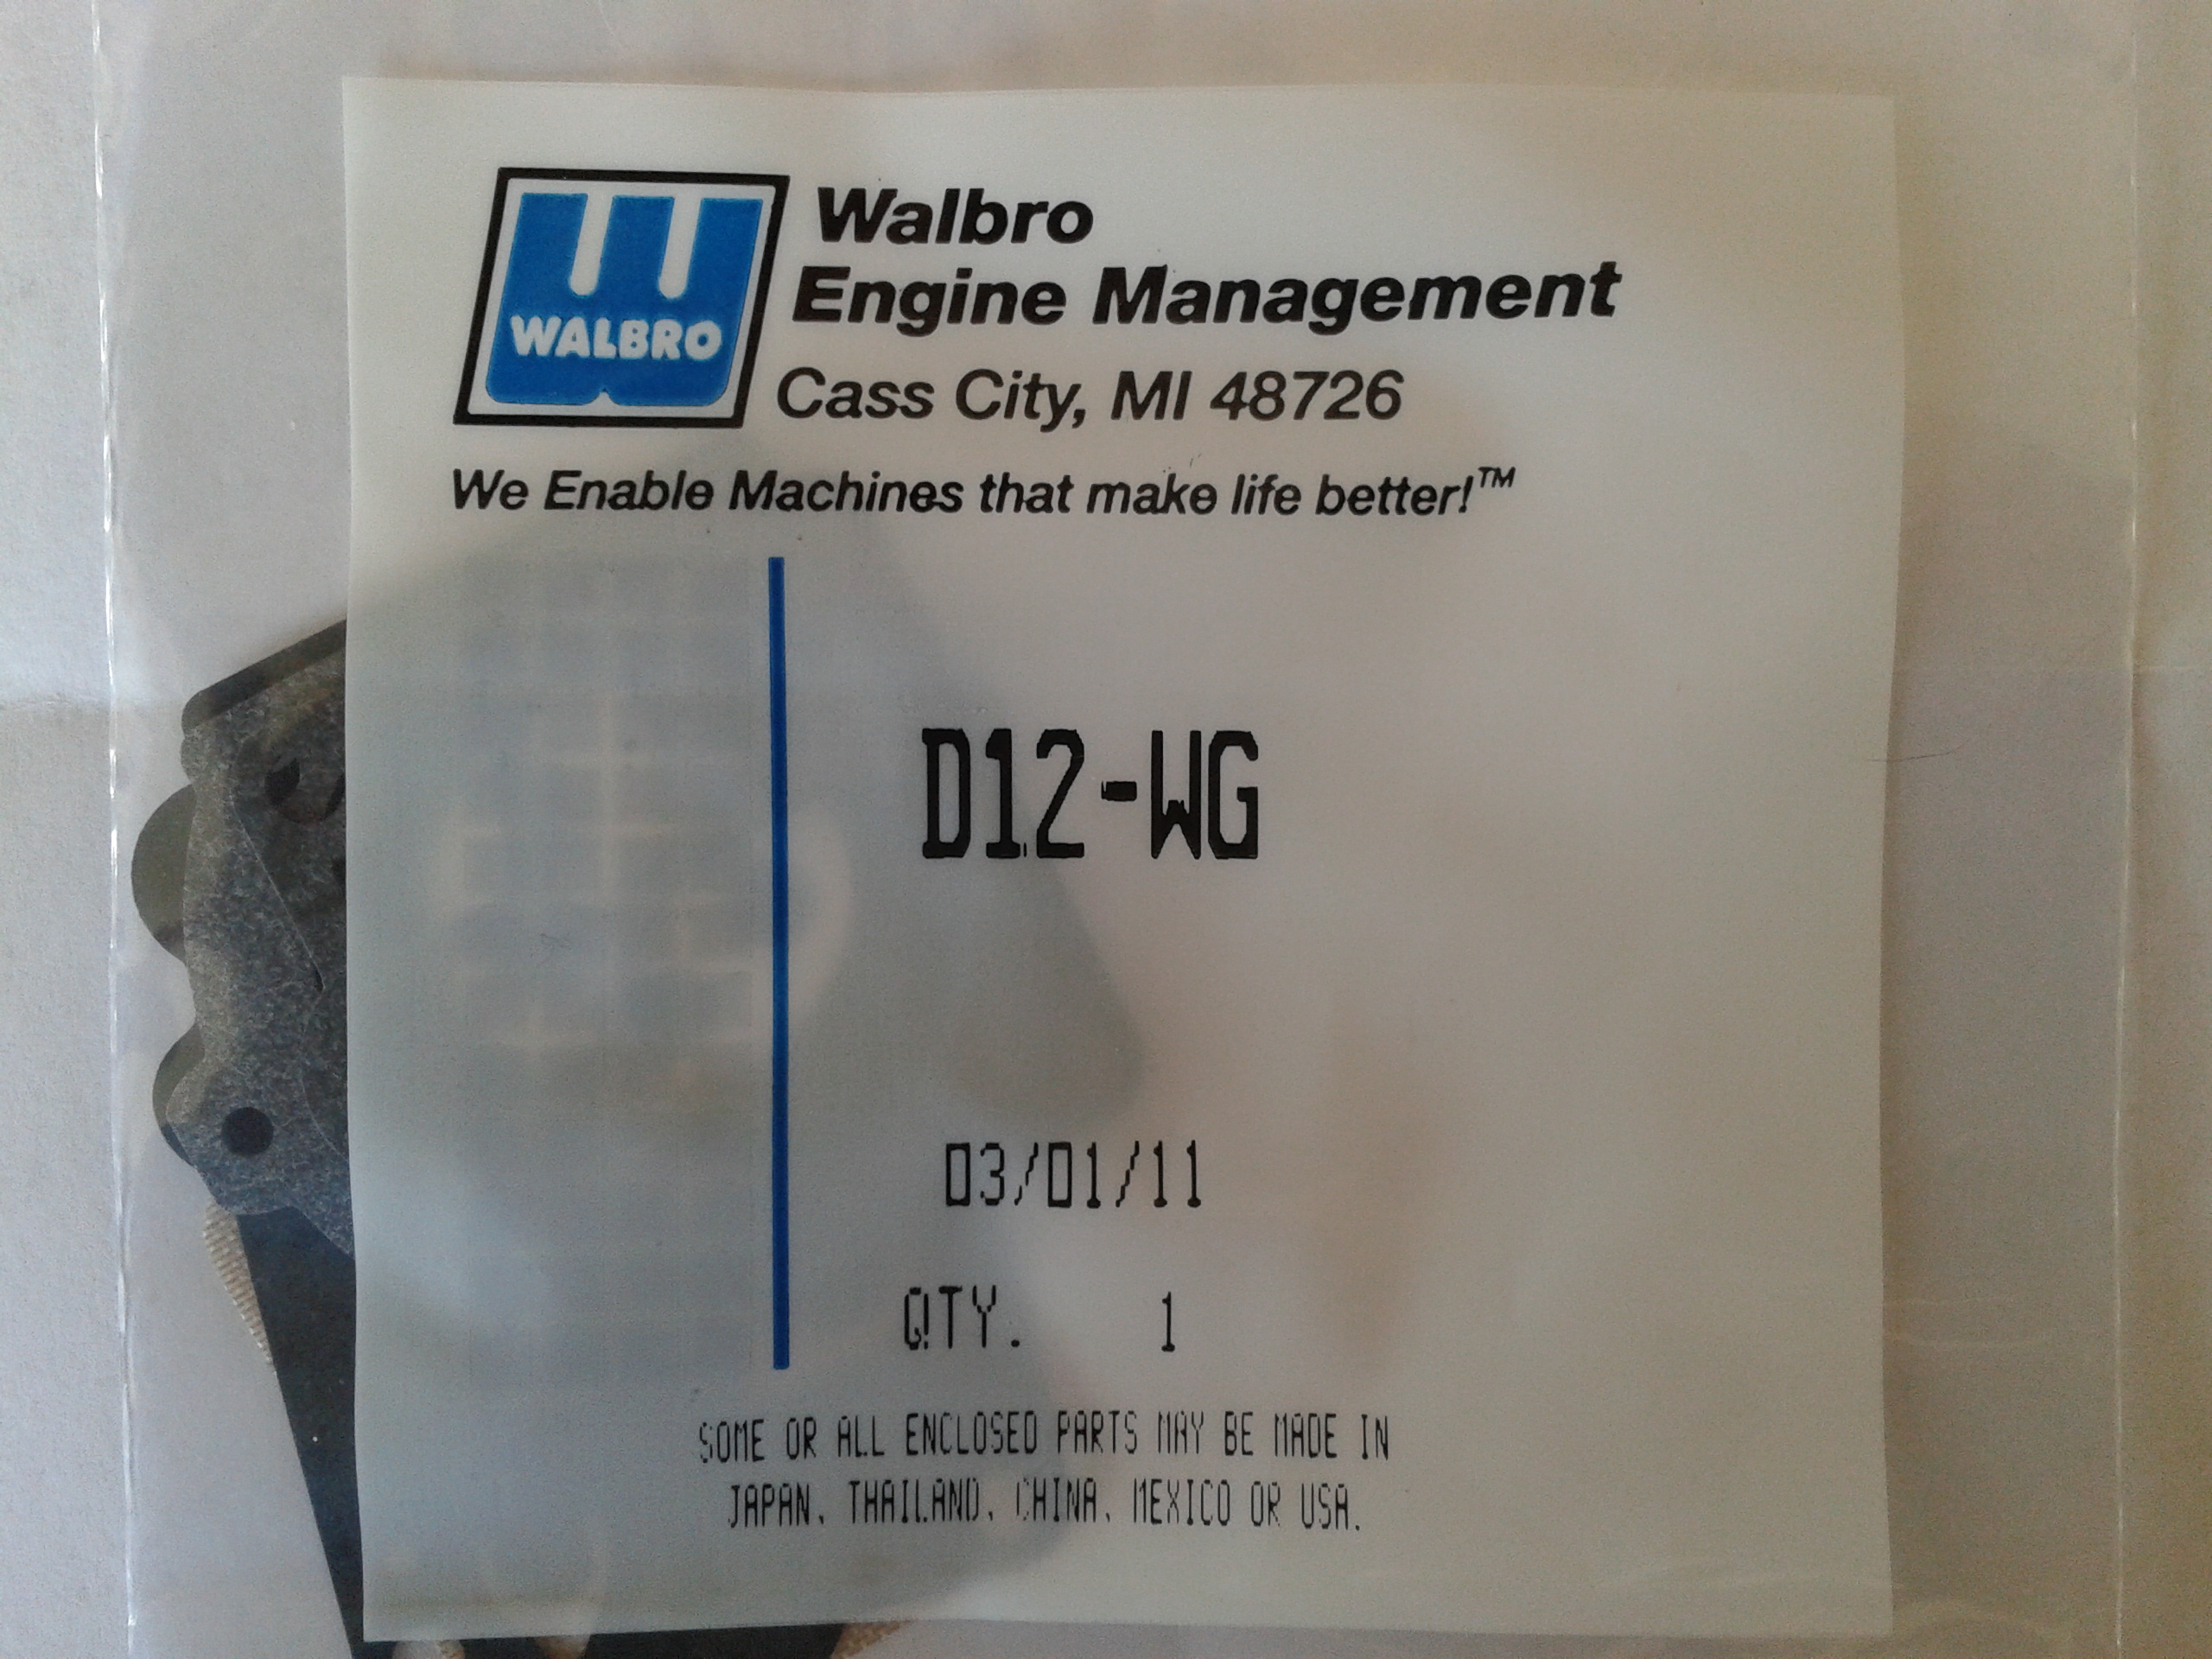 WALBRO
Walbro
Engine Management
Cass City, MI 48726
We Enable Machines that make life better!™
D12-WG
03/01/11
QTY. 1
SOME OR ALL ENCLOSED PARTS MAY BE MADE IN
JAPAN, THAILAND, CHINA, MEXICO OR USA.